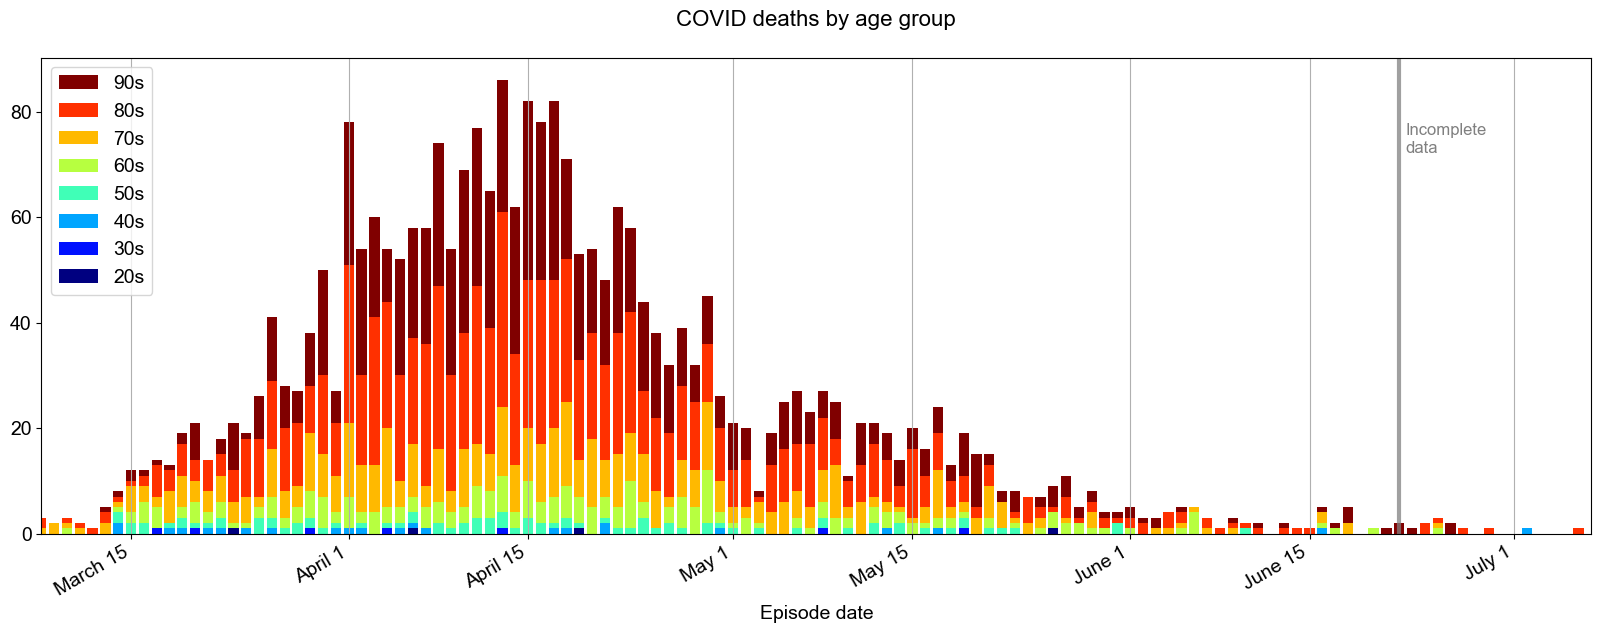 COVID deaths by age group
90s
80s
70s
60s
50s
40s
30s
20s
Incomplete
data
80
60
40
20
0
March 15
April 1
April 15
May 1
May 15
June 1
June 15
July 1
Episode date